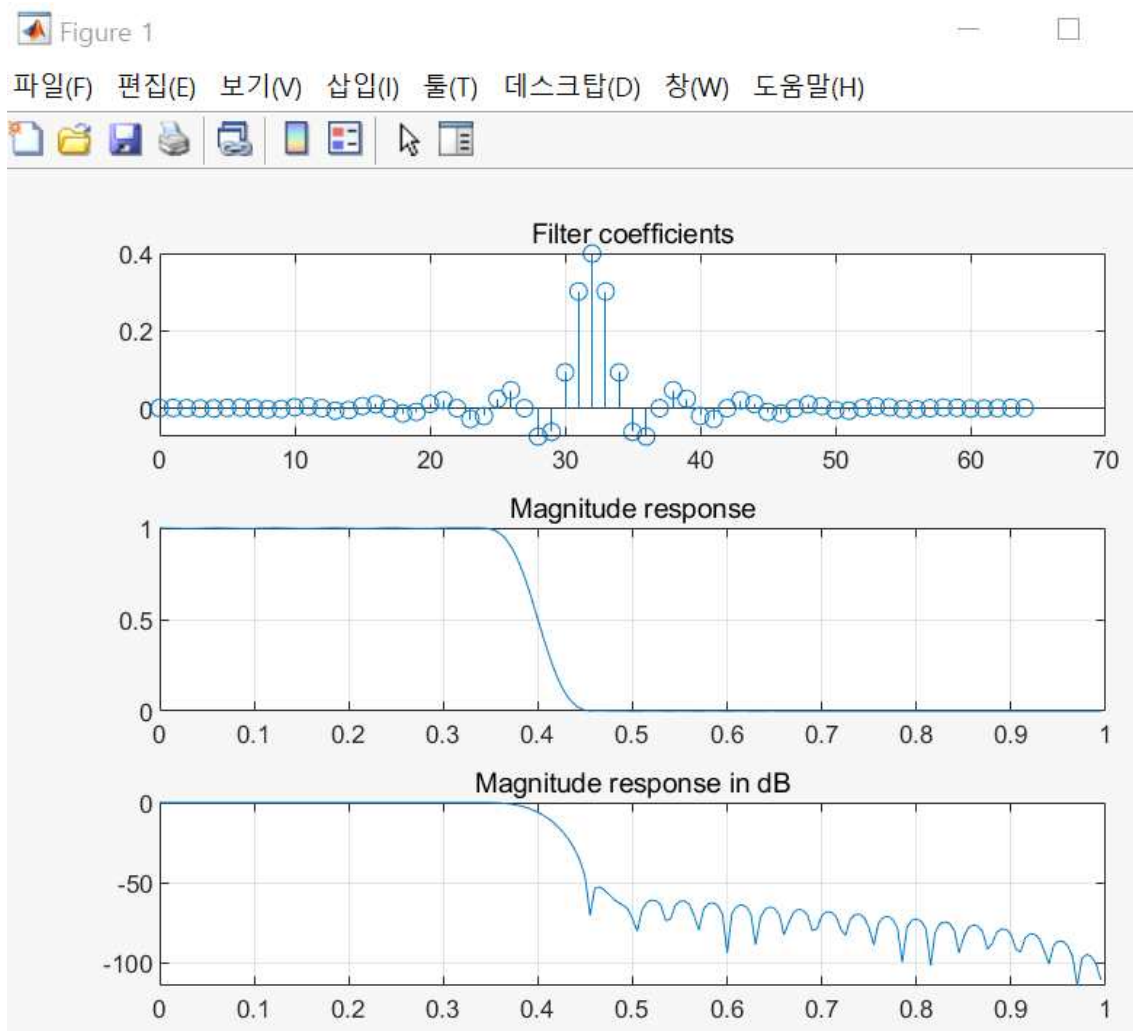 Figure 1
파일(F) 편집(E) 보기(V) 삽입(I) 툴(T) 데스크탑(D) 창(W) 도움말(H)
Filter coefficients
0.4
0.2
0
0 10 20 30 40 50 60 70
Magnitude response
1
0.5
0
0 0.1 0.2 0.3 0.4 0.5 0.6 0.7 0.8 0.9 1
Magnitude response in dB
0
-50
-100
0 0.1 0.2 0.3 0.4 0.5 0.6 0.7 0.8 0.9 1